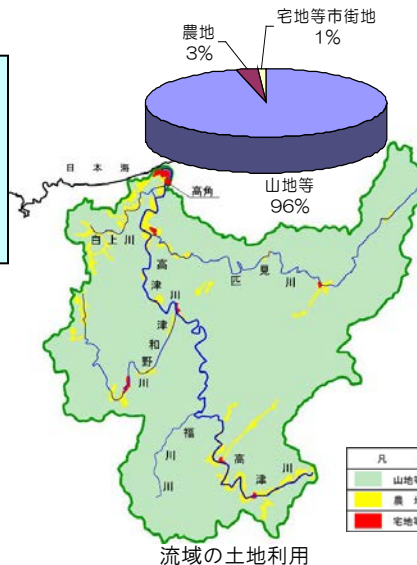 宅地等市街地
1%
農地
3%
山地等
96%
日本海
高角
白上川
高津川
匹見川
津和野川
福川川
高津川
凡
山地等
農 地
宅地等
流域の土地利用